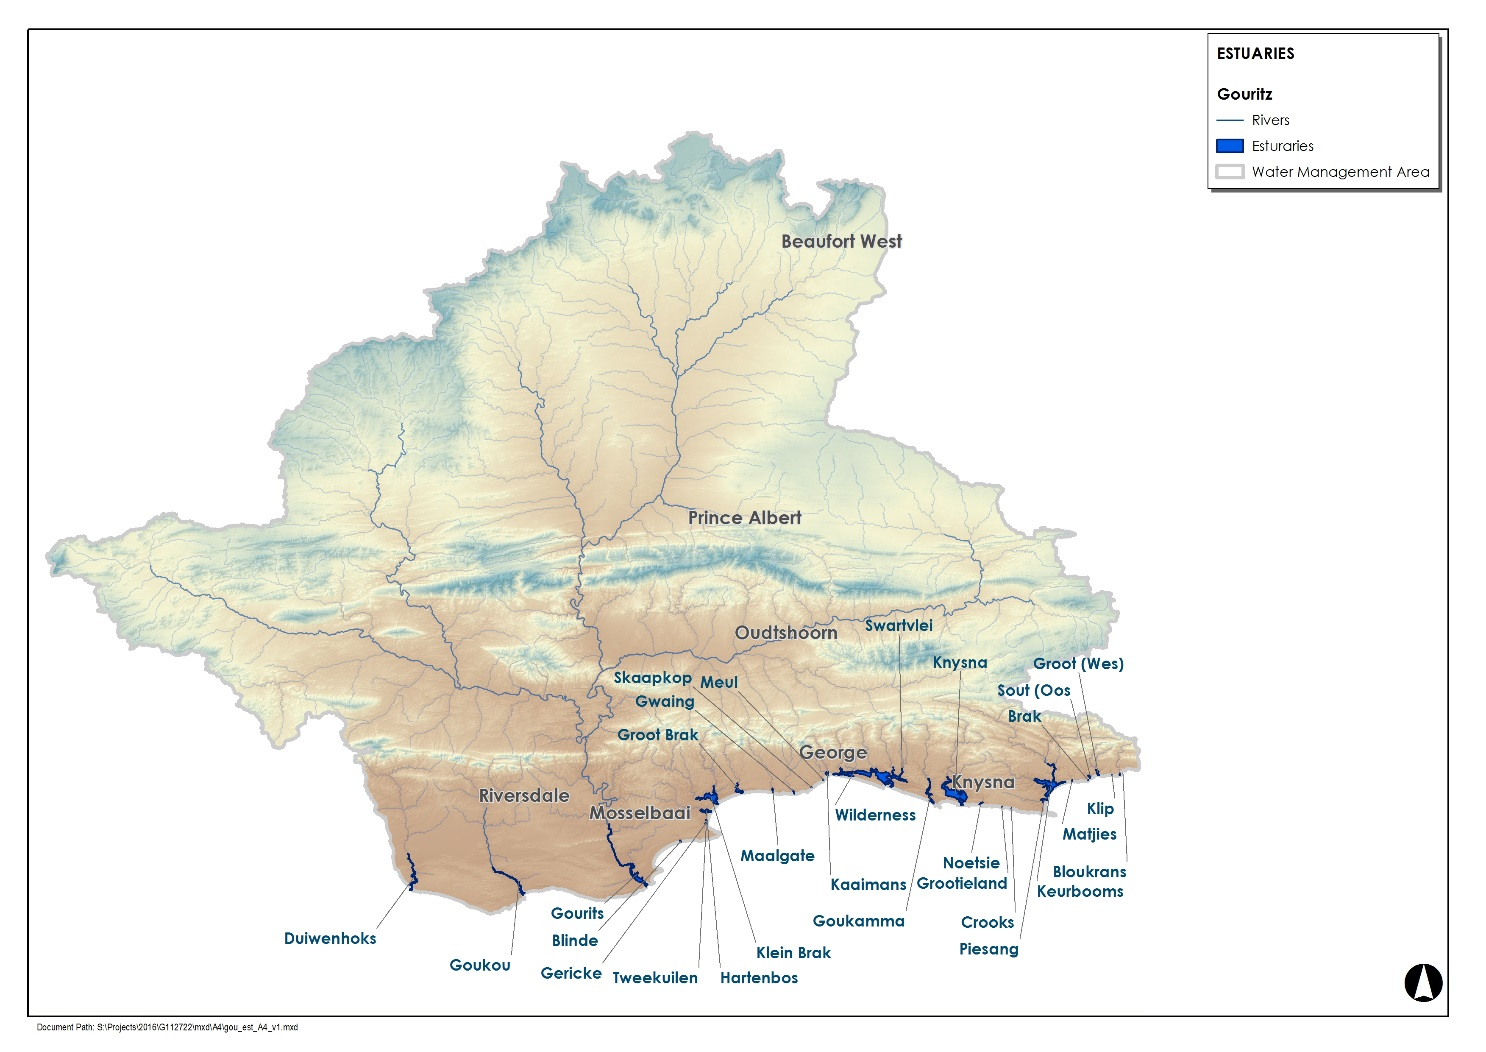 ESTUARIES
Gouritz
Rivers
Esturaries
Water Management Area
Beaufort West
Prince Albert
Oudtshoorn
Swartvlei
Knysna
Groot (Wes)
Skaapkop
Meul
Sout (Oos
Gwaing
Brak
Groot Brak
George
Knysna
Riversdale
Mosselbaai
Wilderness
Klip
Matjies
Maalgate
Noetsie
Bloukrans
Kaaimans
Grootieland
Keurbooms
Gourits
Goukamma
Crooks
Duiwenhoks
Blinde
Piesang
Klein Brak
Goukou
Gericke
Tweekuilen
Hartenbos
Document Path: S:\Projects\2016\G112722\mxd\A4\gou_est_A4_v1.mxd